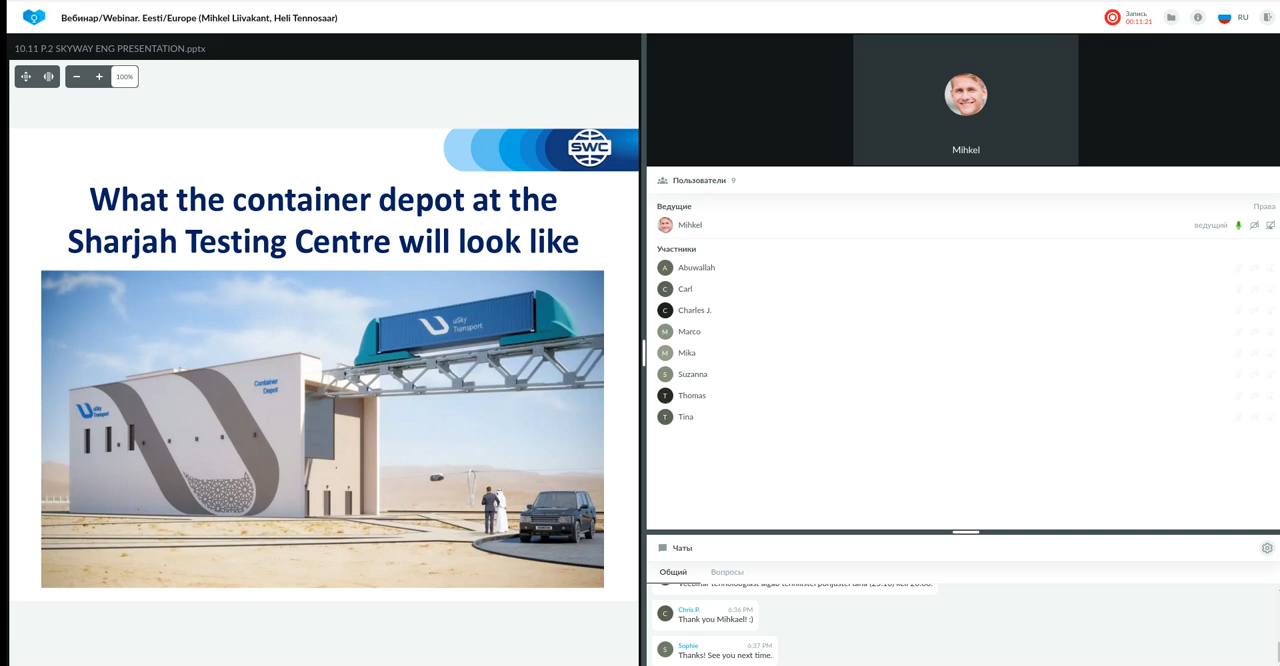 Вебинар/Webinar. Eesti/Europe (Mihkel Liivakant, Heli Tennosaar)
Запись
00:11:21
RU
10.11 P.2 SKYWAY ENG PRESENTATION.pptx
100%
SWC
What the container depot at the
Sharjah Testing Centre will look like
uSky
Transport
Container
Depot
uSky
Transport
Mihkel
Пользователи 9
Ведущие
Права
Mihkel
ведущий
Участники
A Abuwallah
C Carl
C Charles J.
M Marco
M Mika
S Suzanna
T Thomas
T Tina
Чаты
Общий
Вопросы
C
Chris P. 6:36 PM
Thank you Mihkael! :)
S
Sophie 6:37 PM
Thanks! See you next time.